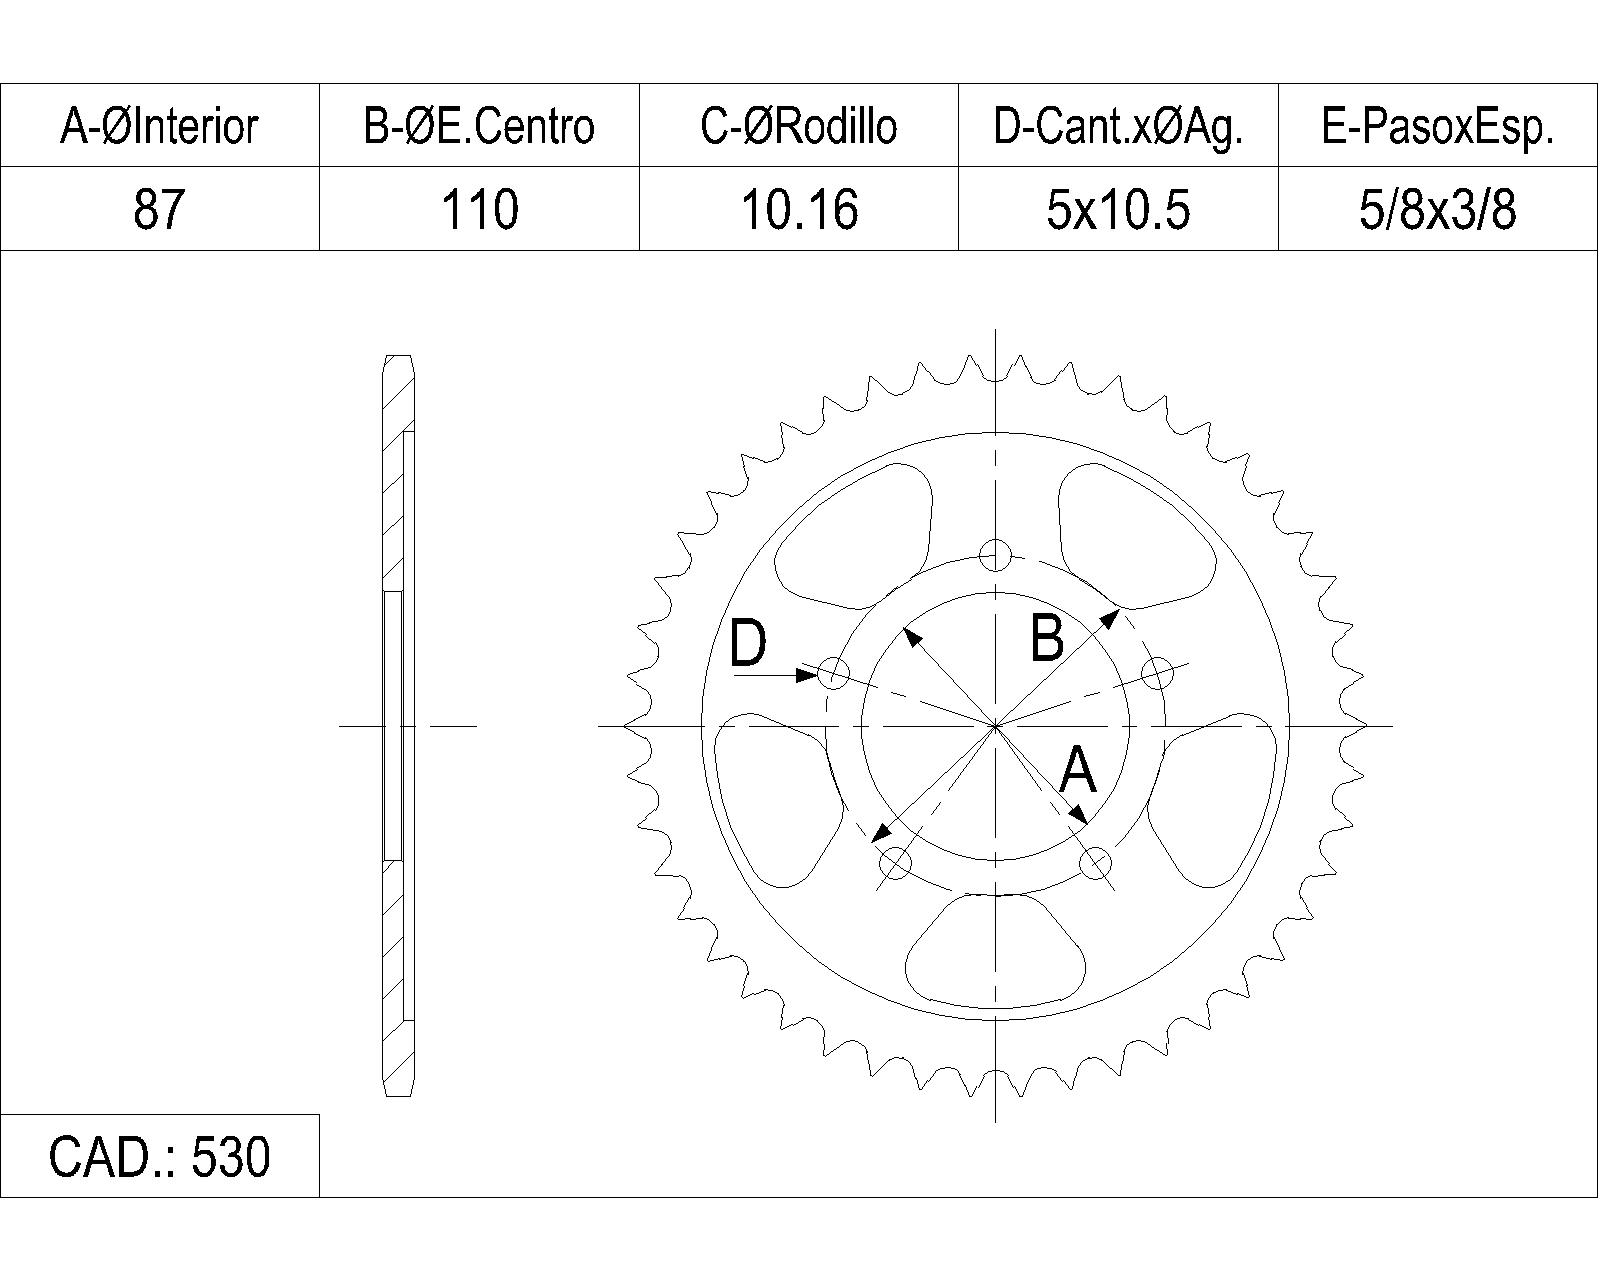 A-ØInterior B-ØE.Centro C-ØRodillo D-Cant.xØAg. E-PasoxEsp.
87 110 10.16 5x10.5 5/8x3/8
B
D
A
CAD.: 530